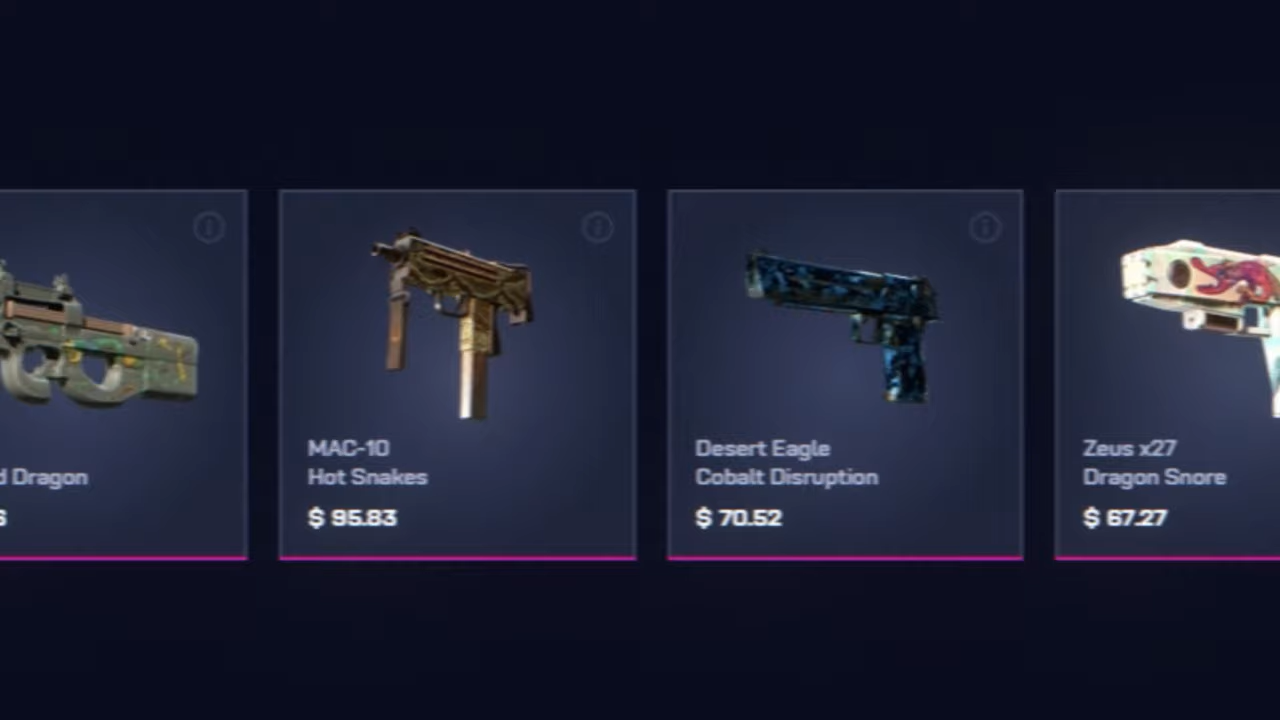 d Dragon
6
MAC-10
Hot Snakes
$ 95.83
Desert Eagle
Cobalt Disruption
$ 70.52
Zeus x27
Dragon Snore
$ 67.27